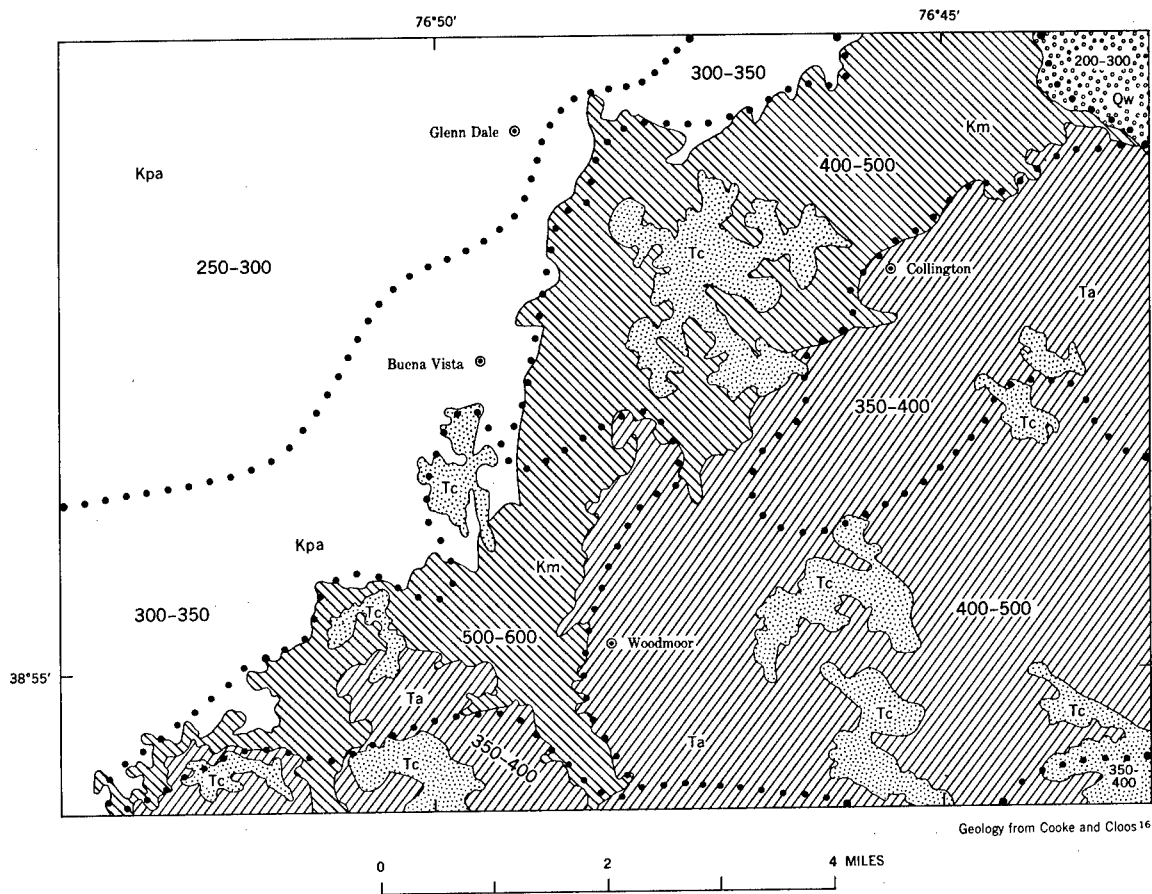 76°50'
76°45'
300-350
200-300
Qw
Glenn Dale
Km
Kpa
400-500
Tc
250-300
Collington
Ta
Buena Vista
350-400
Tc
Tc
Kpa
Km
Tc
Tc
300-350
400-500
500-600
Woodmoor
38°55'
Ta
Tc
Tc
Ta
350-400
Tc
Tc
350-
400
Geology from Cooke and Cloos 16
0 2 4 MILES